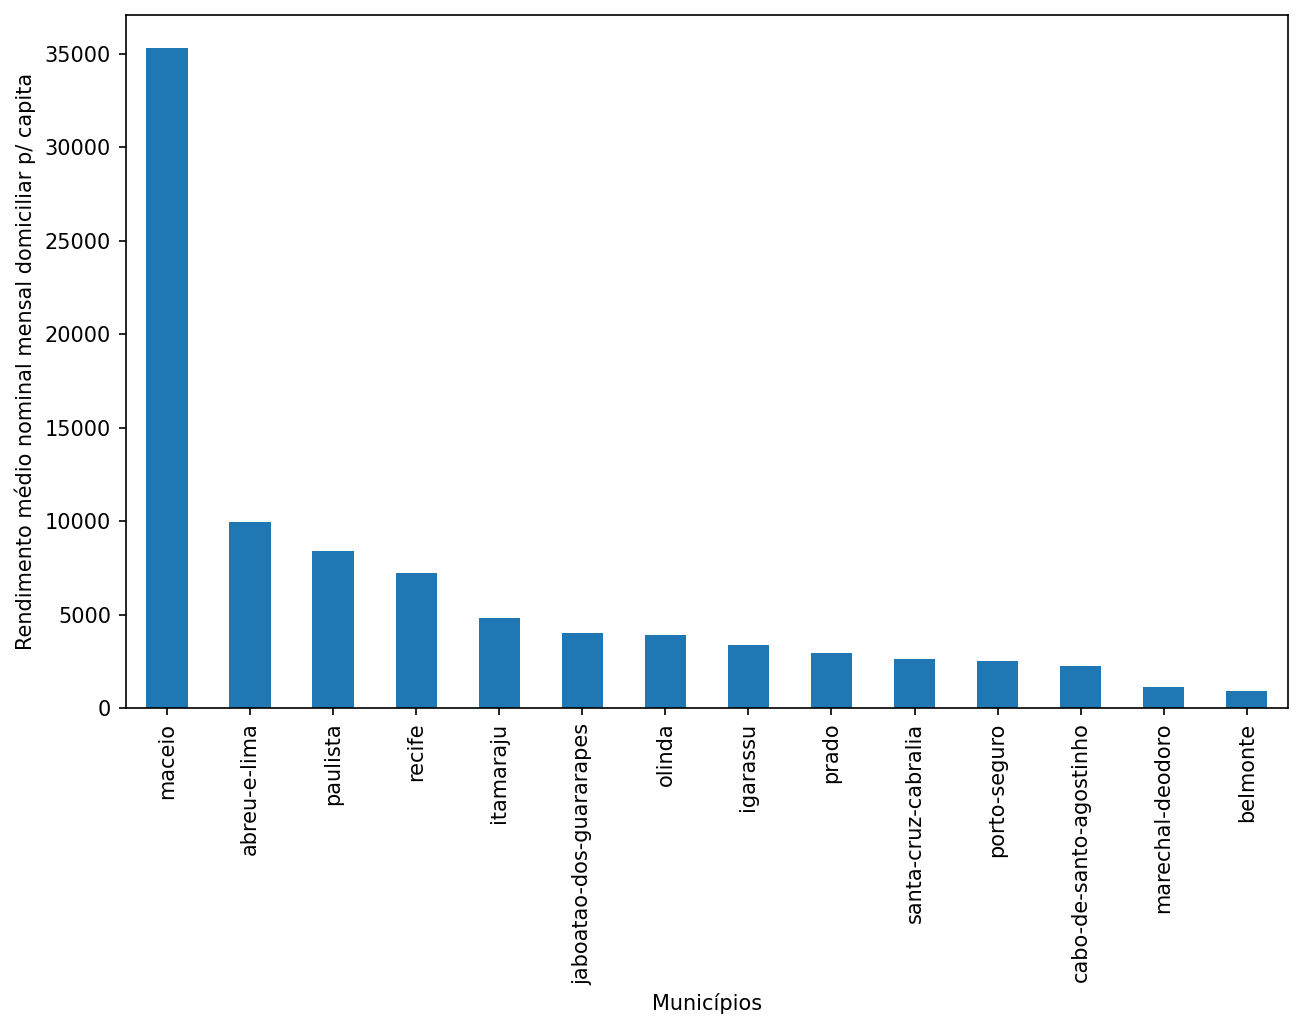 Rendimento médio nominal mensal domiciliar p/ capita
35000
30000
25000
20000
15000
10000
5000
0
maceio
abreu-e-lima
paulista
recife
itamaraju
jaboatao-dos-guararapes
olinda
igarassu
prado
santa-cruz-cabralia
porto-seguro
cabo-de-santo-agostinho
marechal-deodoro
belmonte
Municípios